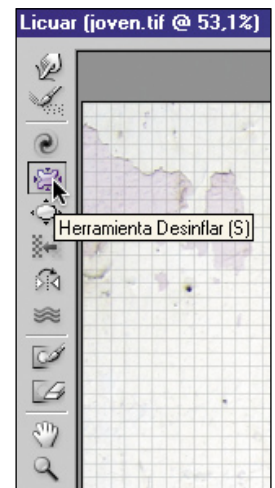 Licuar (joven.tif @ 53,1%)
Herramienta Desinflar (S)